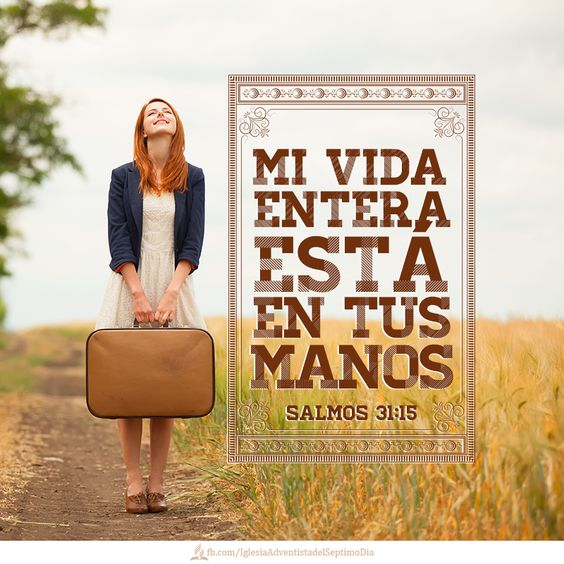 MI VIDA
ENTERA
ESTÁ
EN TUS
MANOS
SALMOS 31:15
fb.com/IglesiaAdventistadelSeptimoDia